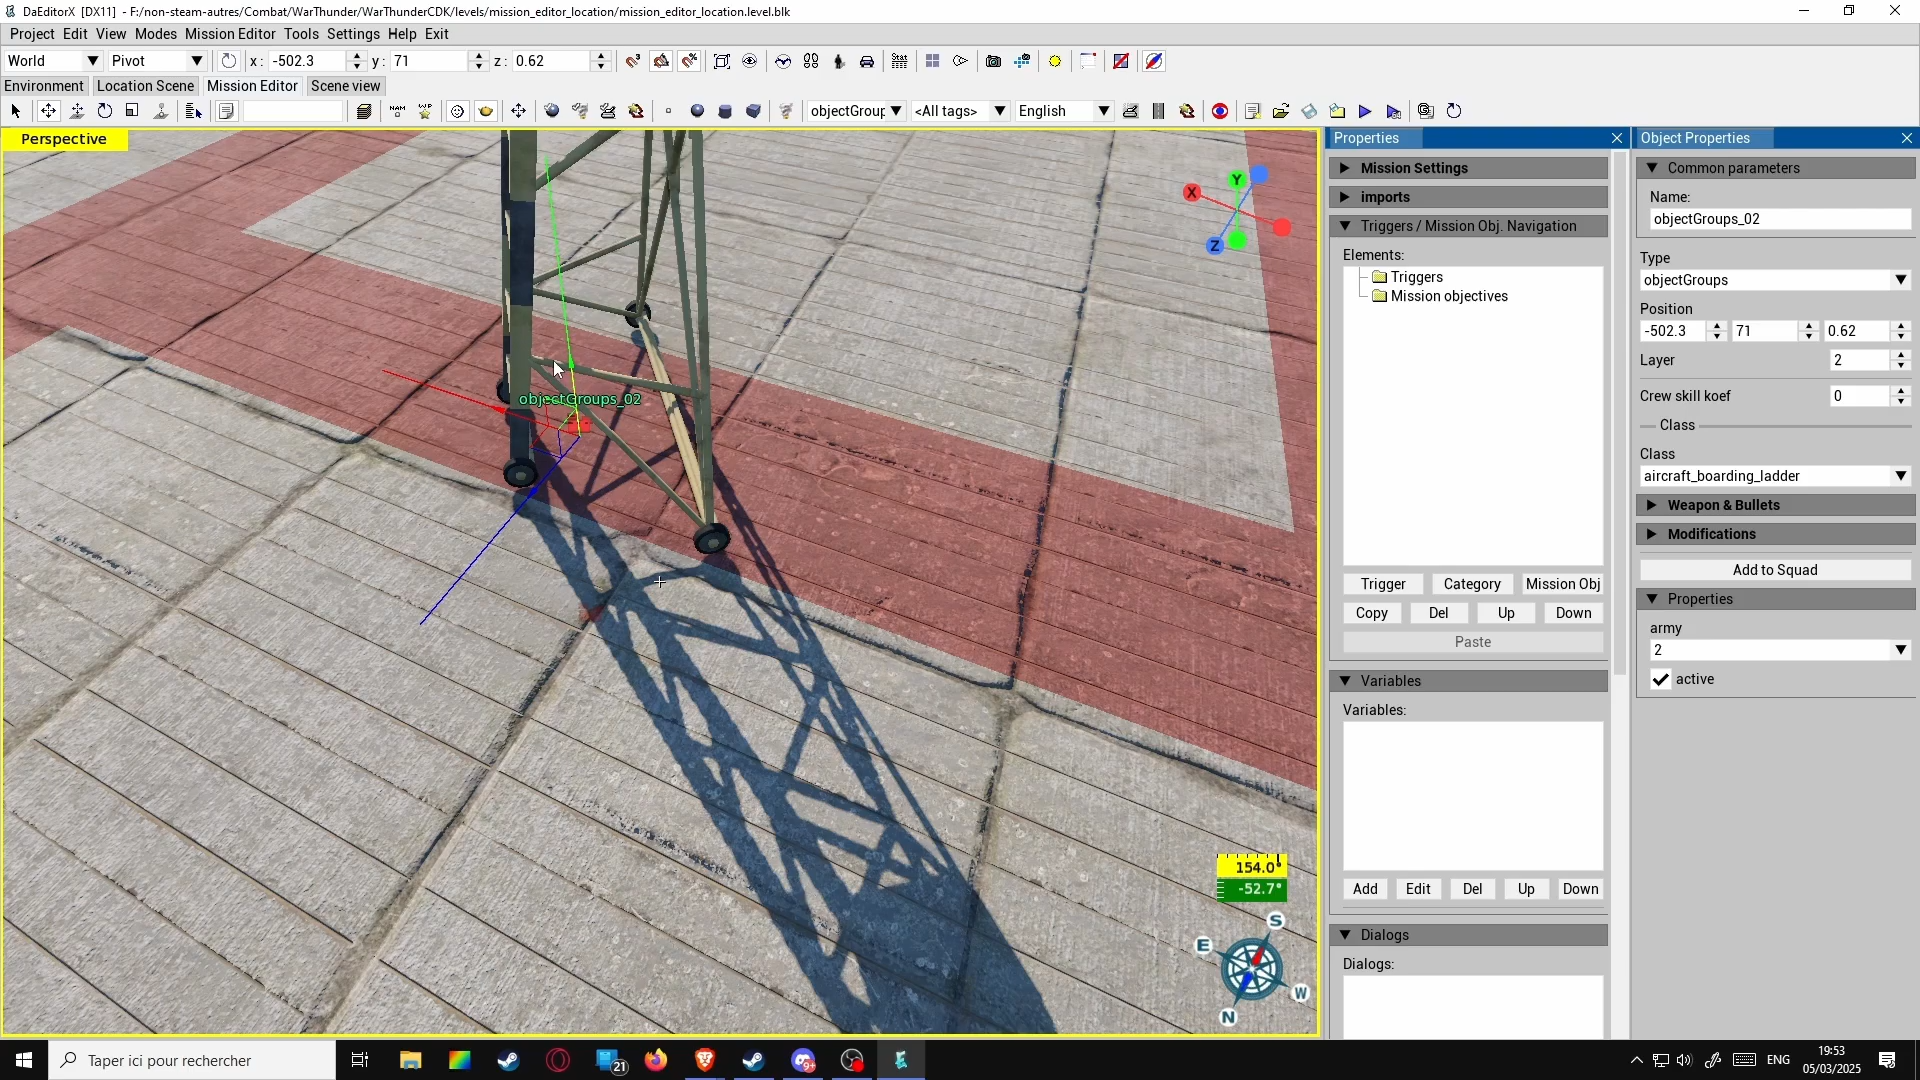 DaEditorX [DX11] - F:/non-steam-autres/Combat/WarThunder/WarThunderCDK/levels/mission_editor_location/mission_editor_location.level.blk
Project Edit View Modes Mission Editor Tools Settings Help Exit
World Pivot x : -502.3 y : 71 z : 0.62
Environment Location Scene Mission Editor Scene view
objectGroup <All tags> English
Perspective
objectGroups_02
X
Y
Z
154.0°
-52.7°
S
E
W
N
Properties
Mission Settings
imports
Triggers / Mission Obj. Navigation
Elements:
Triggers
Mission objectives
Trigger Category Mission Obj
Copy Del Up Down
Paste
Variables
Variables:
Add Edit Del Up Down
Dialogs
Dialogs:
Object Properties
Common parameters
Name:
objectGroups_02
Type
objectGroups
Position
-502.3 71 0.62
Layer 2
Crew skill koef 0
Class
Class
aircraft_boarding_ladder
Weapon & Bullets
Modifications
Add to Squad
Properties
army
2
active
Taper ici pour rechercher
21
9+
ENG
19:53
05/03/2025